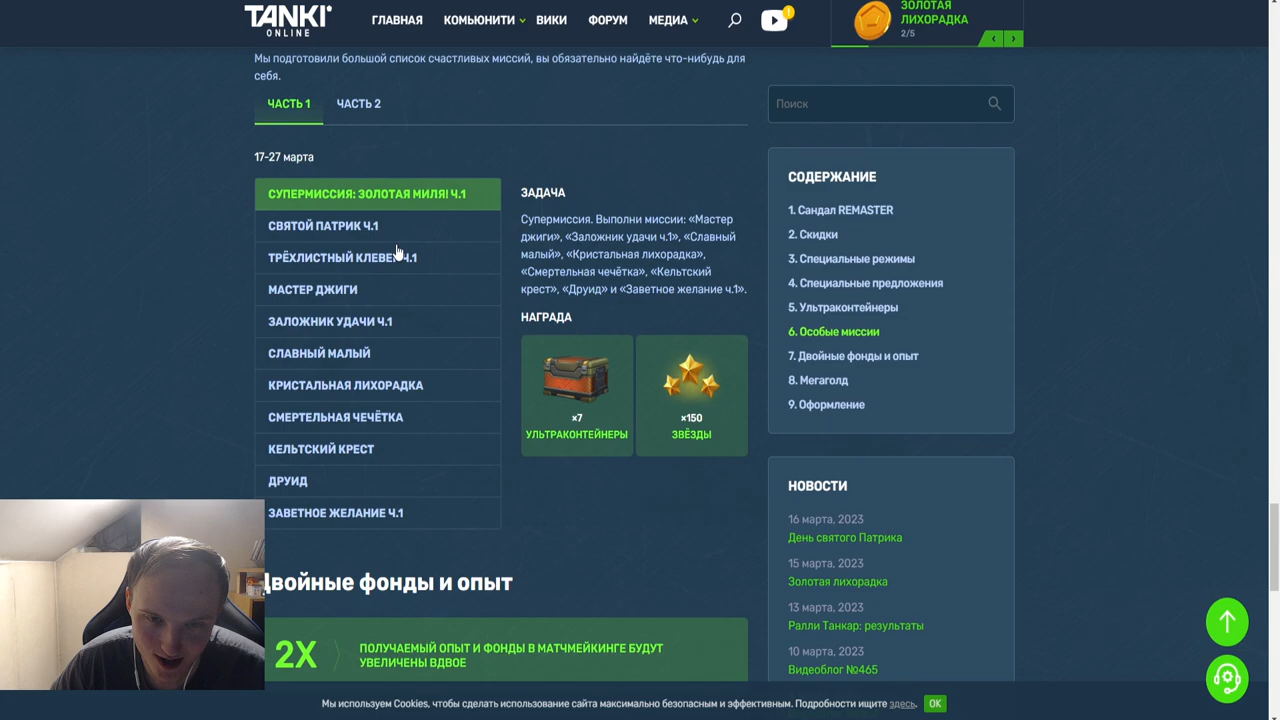 TANKI
ONLINE
ГЛАВНАЯ
КОМЬЮНИТИ
ВИКИ
ФОРУМ
МЕДИА
!
ЗОЛОТАЯ
ЛИХОРАДКА
2/5
Мы подготовили большой список счастливых миссий, вы обязательно найдёте что-нибудь для
себя.
ЧАСТЬ 1
ЧАСТЬ 2
17-27 марта
СУПЕРМИССИЯ: ЗОЛОТАЯ МИЛЯ! Ч.1
СВЯТОЙ ПАТРИК Ч.1
ТРЁХЛИСТНЫЙ КЛЕВЕР Ч.1
МАСТЕР ДЖИГИ
ЗАЛОЖНИК УДАЧИ Ч.1
СЛАВНЫЙ МАЛЫЙ
КРИСТАЛЬНАЯ ЛИХОРАДКА
СМЕРТЕЛЬНАЯ ЧЕЧЁТКА
КЕЛЬТСКИЙ КРЕСТ
ДРУИД
ЗАВЕТНОЕ ЖЕЛАНИЕ Ч.1
ЗАДАЧА
Супермиссия. Выполни миссии: «Мастер
джиги», «Заложник удачи ч.1», «Славный
малый», «Кристальная лихорадка»,
«Смертельная чечётка», «Кельтский
крест», «Друид» и «Заветное желание ч.1».
НАГРАДА
×7
УЛЬТРАКОНТЕЙНЕРЫ
×150
ЗВЁЗДЫ
Двойные фонды и опыт
2X
ПОЛУЧАЕМЫЙ ОПЫТ И ФОНДЫ В МАТЧМЕЙКИНГЕ БУДУТ
УВЕЛИЧЕНЫ ВДВОЕ
Поиск
СОДЕРЖАНИЕ
1. Сандал REMASTER
2. Скидки
3. Специальные режимы
4. Специальные предложения
5. Ультраконтейнеры
6. Особые миссии
7. Двойные фонды и опыт
8. Мегаголд
9. Оформление
НОВОСТИ
16 марта, 2023
День святого Патрика
15 марта, 2023
Золотая лихорадка
13 марта, 2023
Ралли Танкар: результаты
10 марта, 2023
Видеоблог №465
Мы используем Cookies, чтобы сделать использование сайта максимально безопасным и эффективным. Подробности ищите здесь.
OK